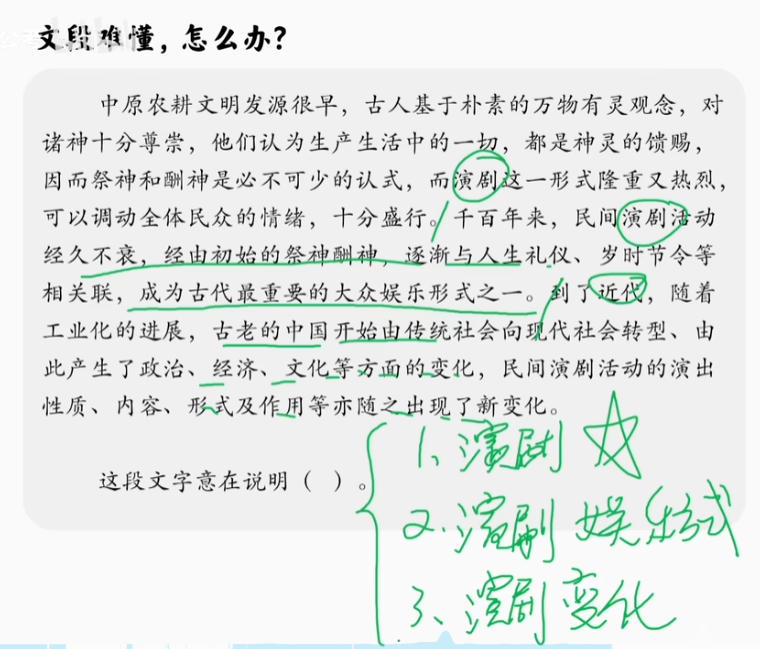 文段难懂，怎么办？
中原农耕文明发源很早，古人基于朴素的万物有灵观念，对
诸神十分尊崇，他们认为生产生活中的一切，都是神灵的馈赐，
因而祭神和酬神是必不可少的认式，而演剧这一形式隆重又热烈，
可以调动全体民众的情绪，十分盛行。千百年来，民间演剧活动
经久不衰，经由初始的祭神酬神，逐渐与人生礼仪、岁时节令等
相关联，成为古代最重要的大众娱乐形式之一。到了近代，随着
工业化的进展，古老的中国开始由传统社会向现代社会转型、由
此产生了政治、经济、文化等方面的变化，民间演剧活动的演出
性质、内容、形式及作用等亦随之出现了新变化。
这段文字意在说明（ ）。
1、演剧
2、演剧 娱乐形式
3、演剧 变化